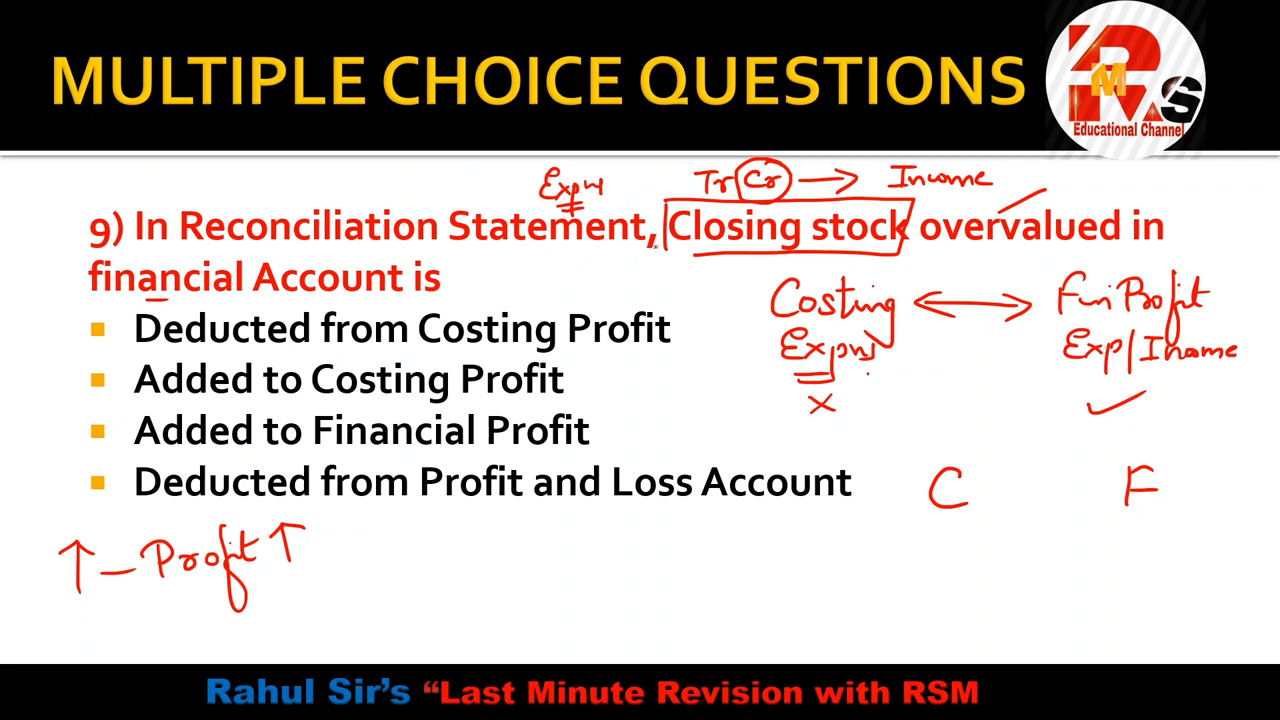 MULTIPLE CHOICE QUESTIONS
RMS
Educational Channel
Tr Cr → Income
9) In Reconciliation Statement, Closing stock overvalued in
financial Account is
Costing ↔ Fin Profit
Exp/Income
Deducted from Costing Profit
Added to Costing Profit
Added to Financial Profit
Deducted from Profit and Loss Account
C F
↑ – Profit ↑
Rahul Sir's "Last Minute Revision with RSM